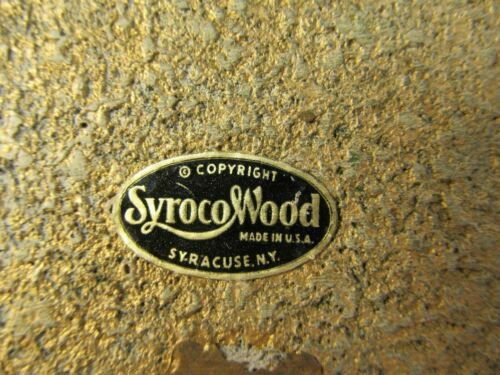 © COPYRIGHT
SyrocoWood
MADE IN U.S.A.
SYRACUSE, N.Y.